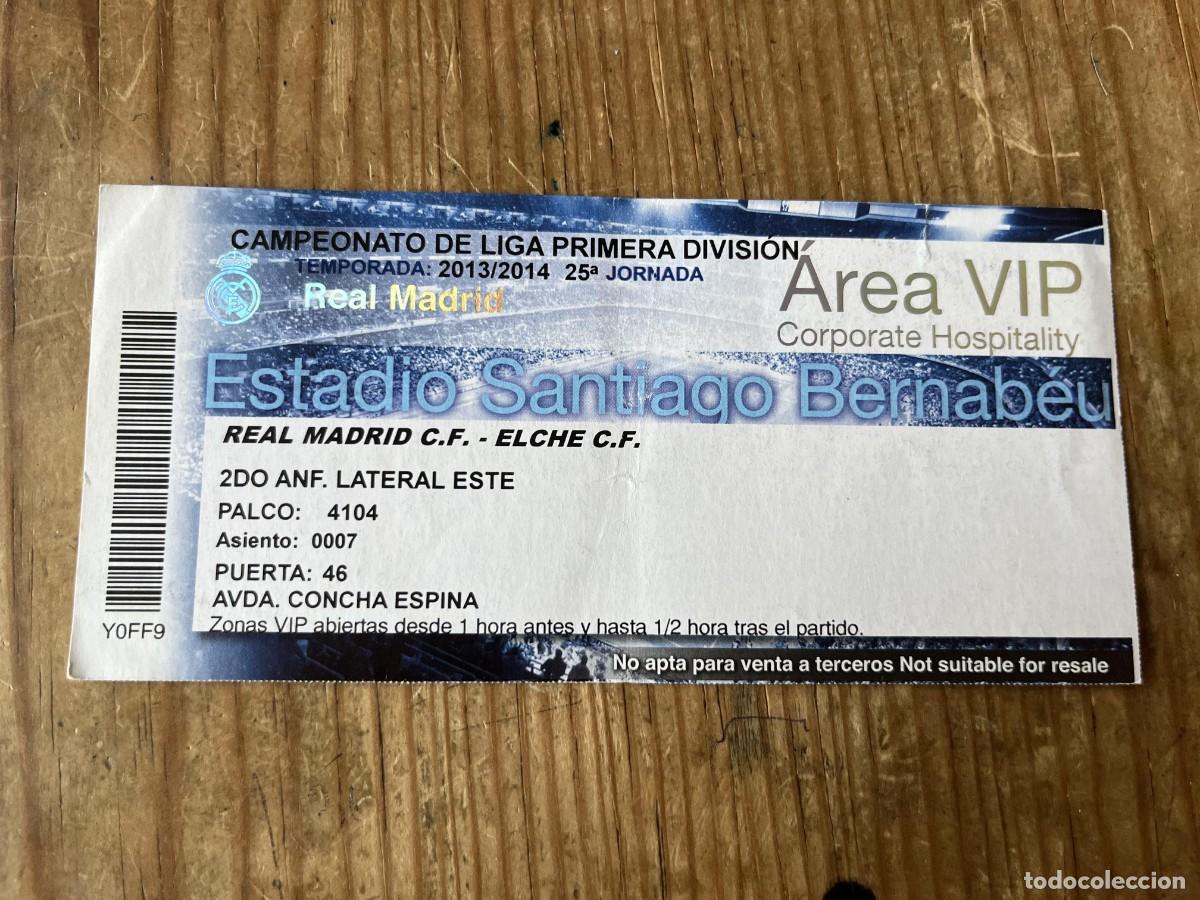 CAMPEONATO DE LIGA PRIMERA DIVISIÓN
TEMPORADA: 2013/2014 25ª JORNADA
Real Madrid
Área VIP
Corporate Hospitality
Estadio Santiago Bernabéu
REAL MADRID C.F. - ELCHE C.F.
2DO ANF. LATERAL ESTE
PALCO: 4104
Asiento: 0007
PUERTA: 46
AVDA. CONCHA ESPINA
Zonas VIP abiertas desde 1 hora antes y hasta 1/2 hora tras el partido.
No apta para venta a terceros Not suitable for resale
Y0FF9
todocoleccion